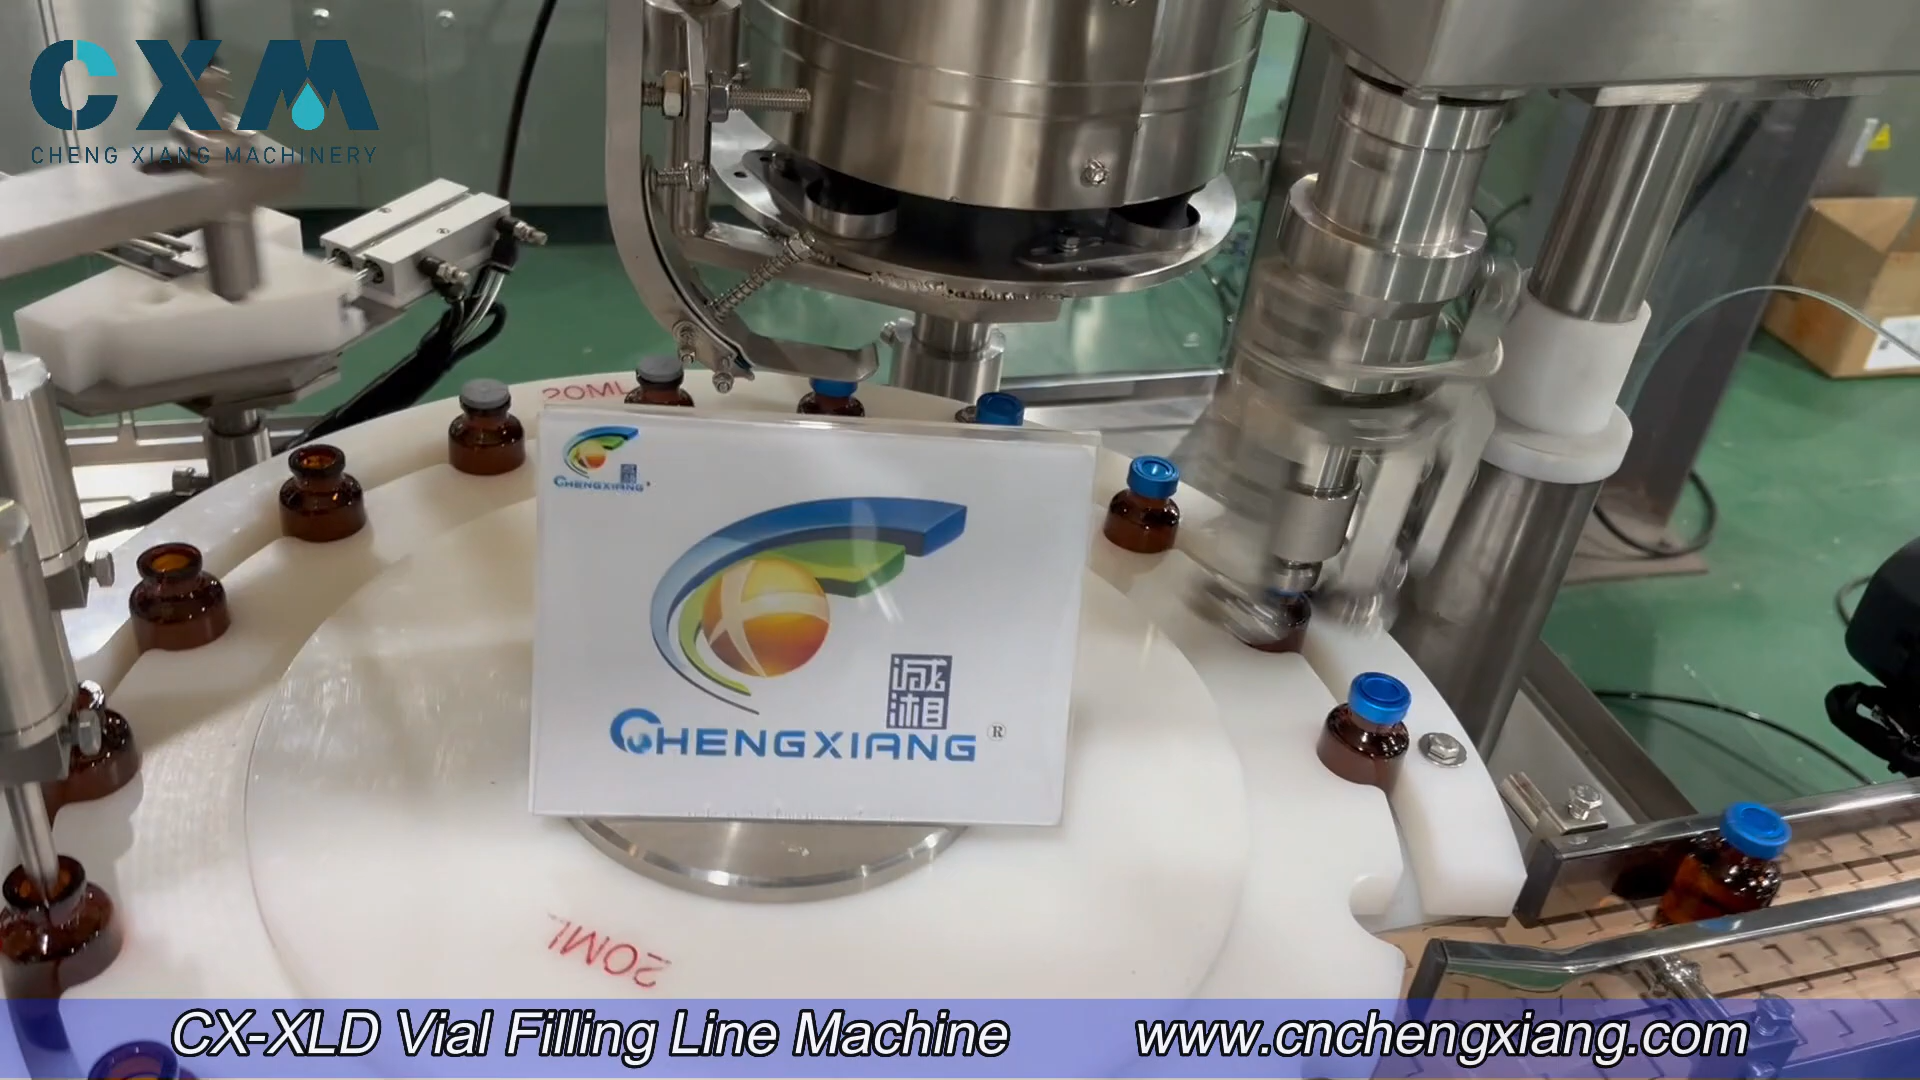 CXM
CHENG XIANG MACHINERY
20ML
CHENGXIANG
诚湘
CHENGXIANG ®
20ML
CX-XLD Vial Filling Line Machine
www.cnchengxiang.com